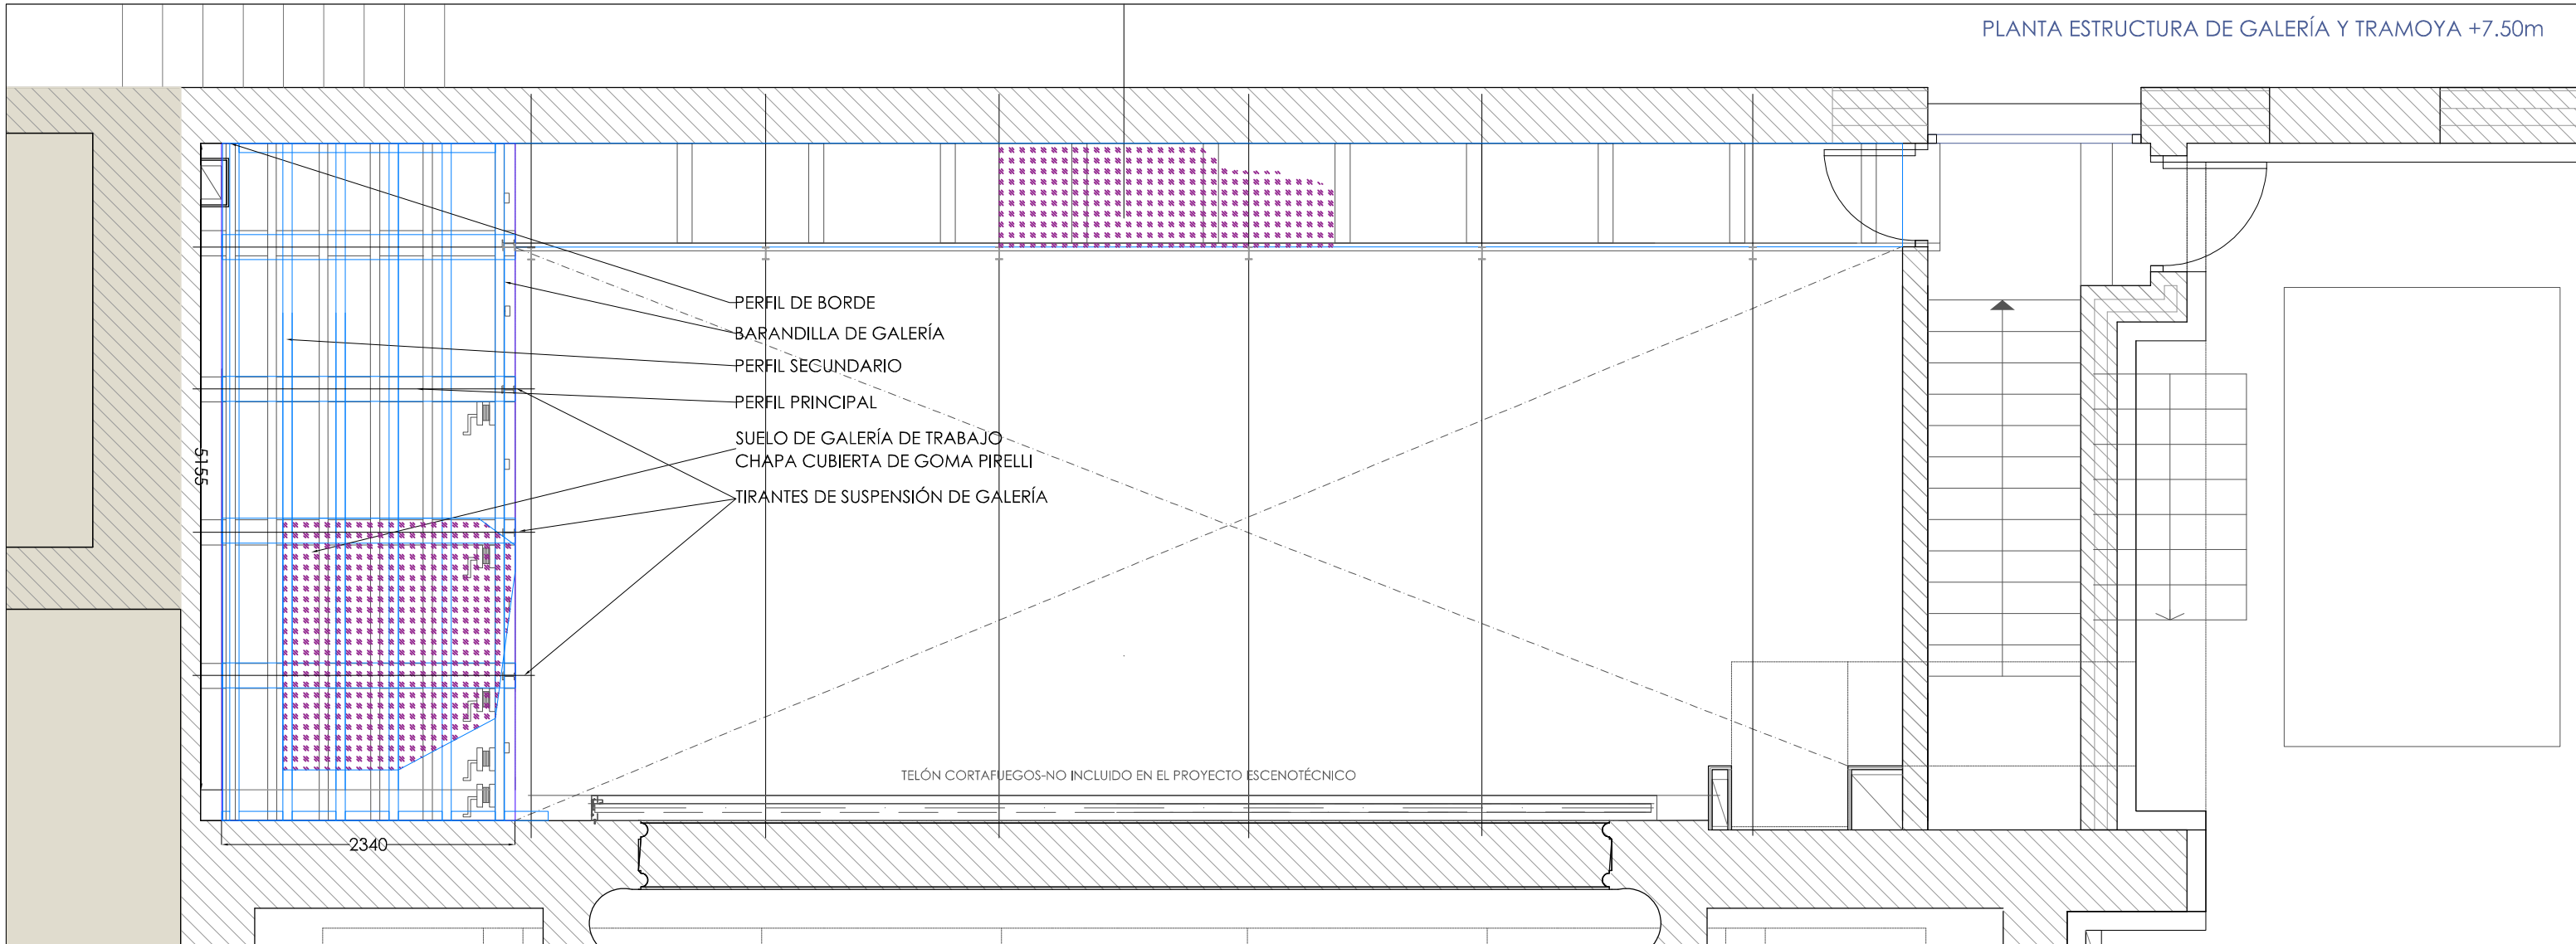 PLANTA ESTRUCTURA DE GALERÍA Y TRAMOYA +7.50m
PERFIL DE BORDE
BARANDILLA DE GALERÍA
PERFIL SECUNDARIO
PERFIL PRINCIPAL
SUELO DE GALERÍA DE TRABAJO
CHAPA CUBIERTA DE GOMA PIRELLI
TIRANTES DE SUSPENSIÓN DE GALERÍA
5155
TELÓN CORTAFUEGOS-NO INCLUIDO EN EL PROYECTO ESCENOTÉCNICO
2340